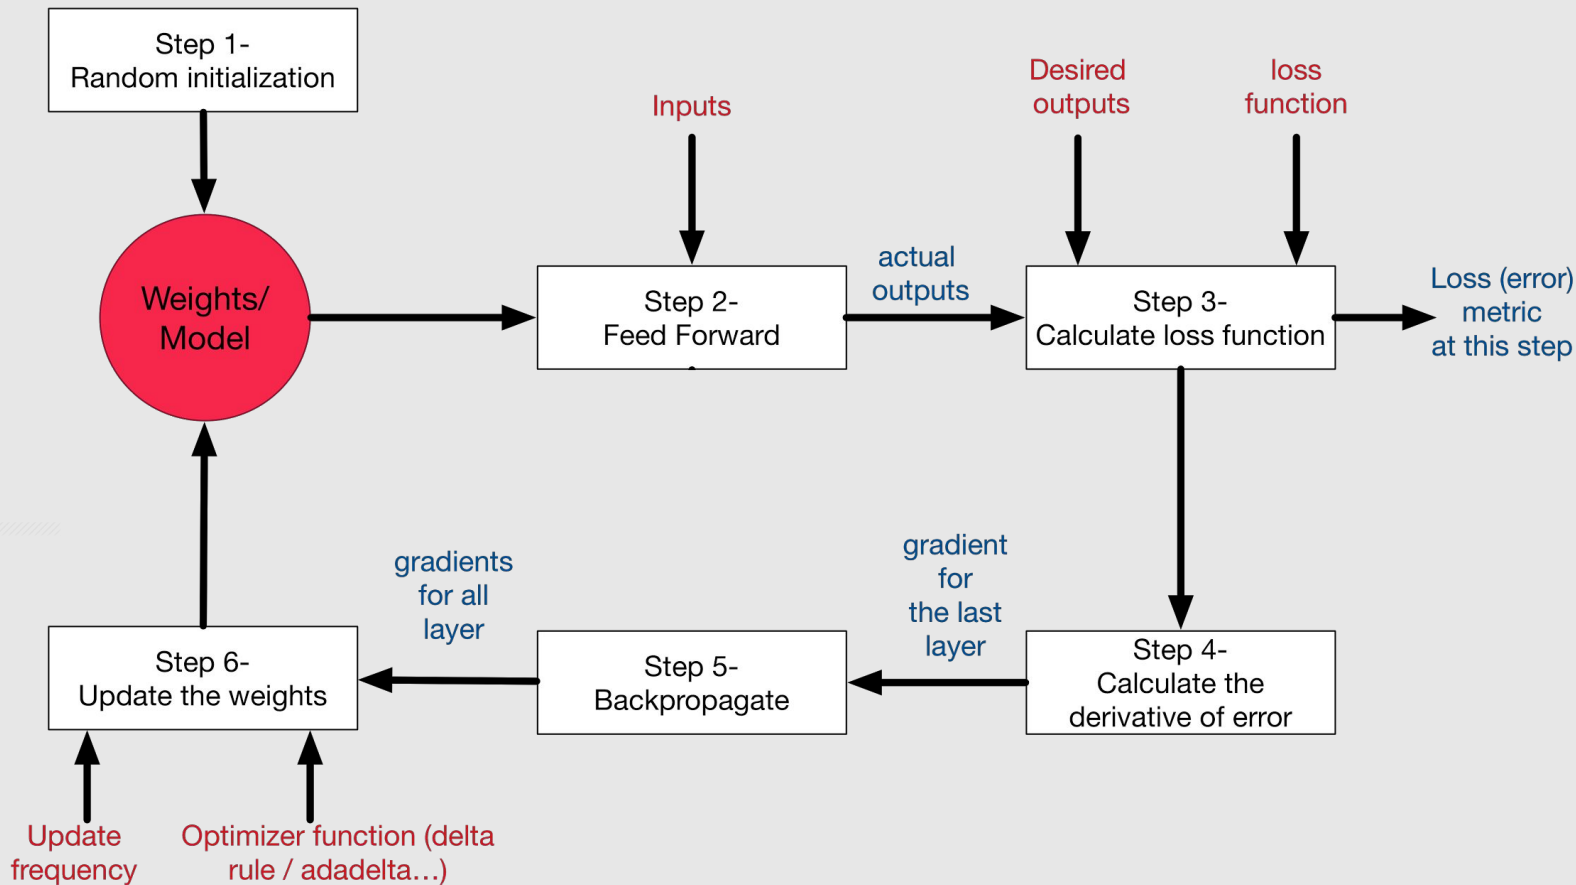 Step 1-
Random initialization
Inputs
Desired
outputs
loss
function
Weights/
Model
Step 2-
Feed Forward
actual
outputs
Step 3-
Calculate loss function
Loss (error)
metric
at this step
gradients
for all
layer
gradient
for
the last
layer
Step 6-
Update the weights
Step 5-
Backpropagate
Step 4-
Calculate the
derivative of error
Update
frequency
Optimizer function (delta
rule / adadelta...)